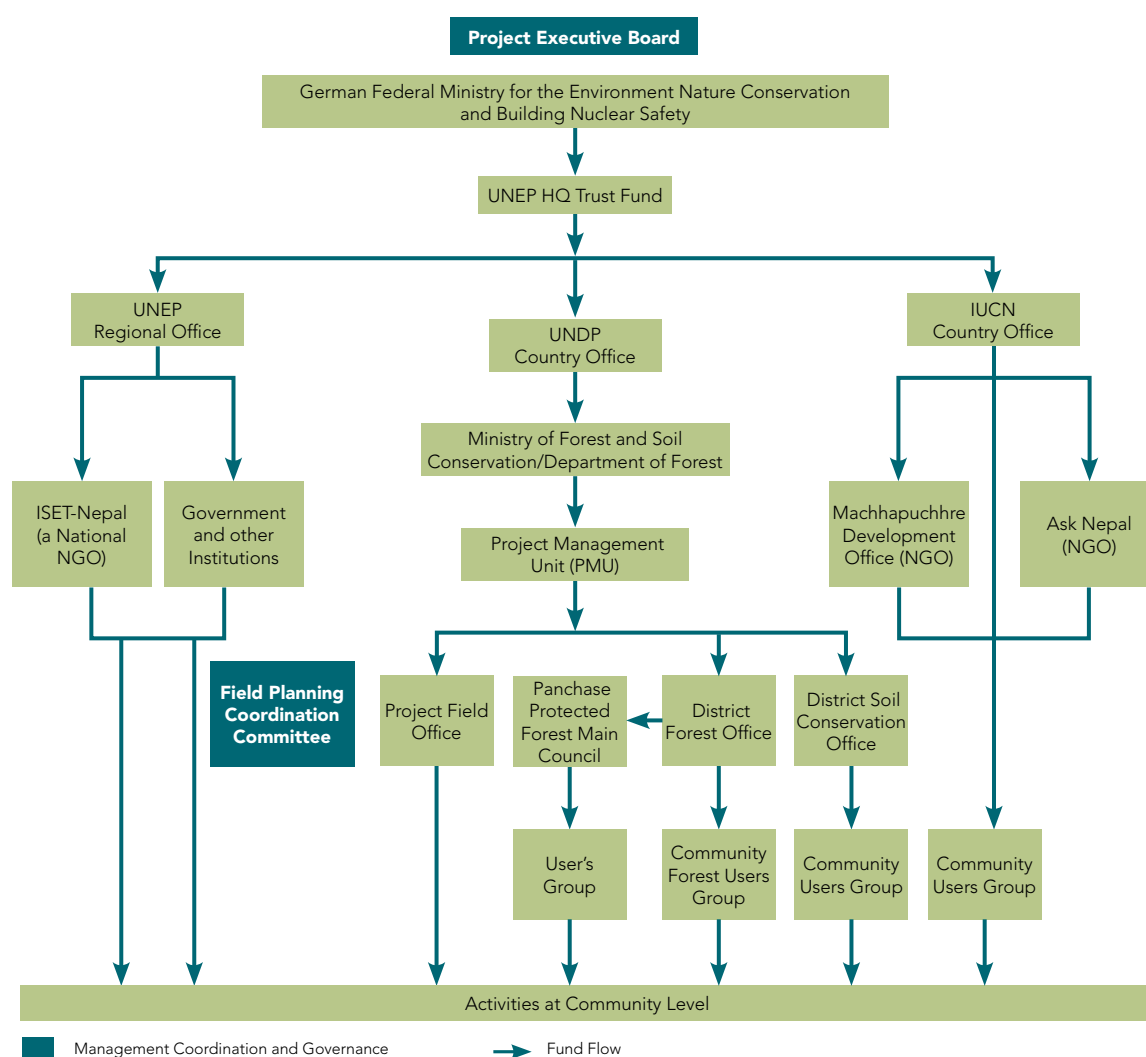 Project Executive Board
German Federal Ministry for the Environment Nature Conservation
and Building Nuclear Safety
UNEP HQ Trust Fund
UNEP
Regional Office
UNDP
Country Office
IUCN
Country Office
Ministry of Forest and Soil
Conservation/Department of Forest
ISET-Nepal
(a National
NGO)
Government
and other
Institutions
Project Management
Unit (PMU)
Machhapuchhre
Development
Office (NGO)
Ask Nepal
(NGO)
Field Planning
Coordination
Committee
Project Field
Office
Panchase
Protected
Forest Main
Council
District
Forest Office
District Soil
Conservation
Office
User's
Group
Community
Forest Users
Group
Community
Users Group
Community
Users Group
Activities at Community Level
Management Coordination and Governance
Fund Flow